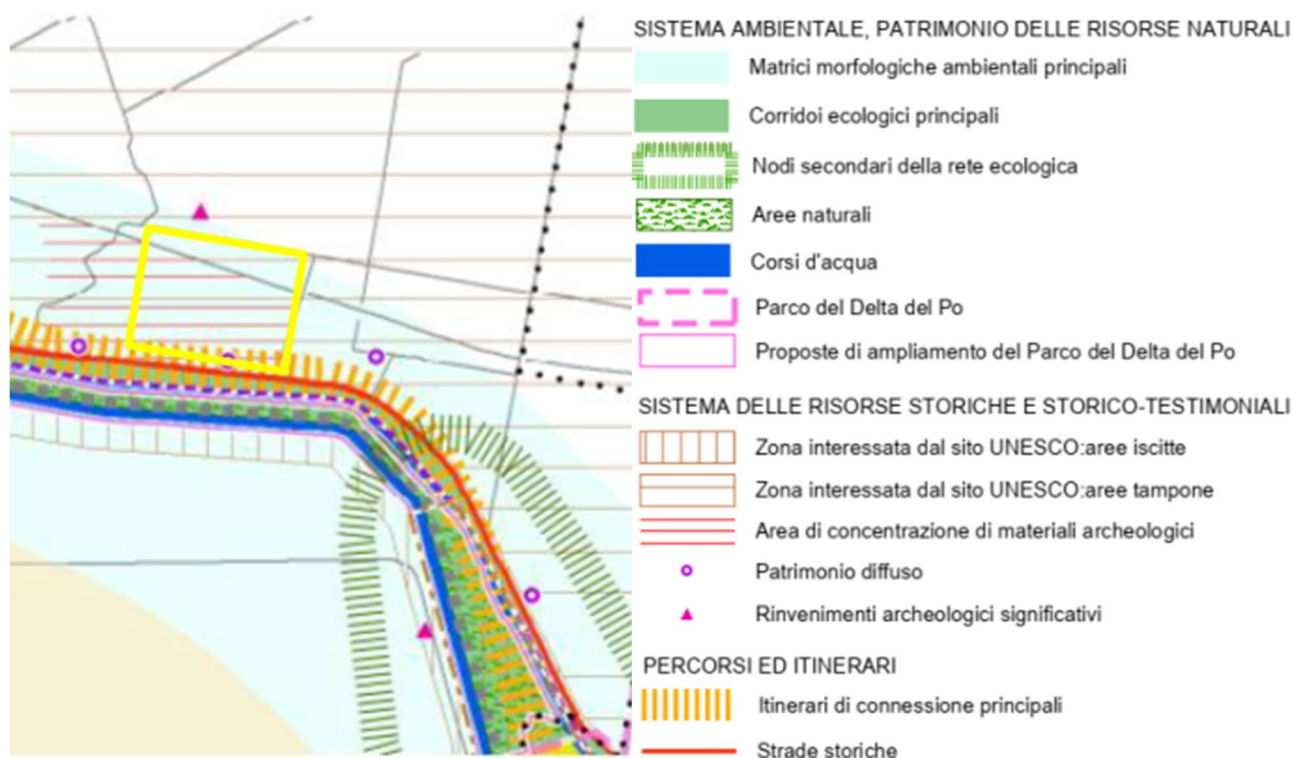 SISTEMA AMBIENTALE, PATRIMONIO DELLE RISORSE NATURALI
Matrici morfologiche ambientali principali
Corridoi ecologici principali
Nodi secondari della rete ecologica
Aree naturali
Corsi d'acqua
Parco del Delta del Po
Proposte di ampliamento del Parco del Delta del Po
SISTEMA DELLE RISORSE STORICHE E STORICO-TESTIMONIALI
Zona interessata dal sito UNESCO:aree iscitte
Zona interessata dal sito UNESCO:aree tampone
Area di concentrazione di materiali archeologici
Patrimonio diffuso
Rinvenimenti archeologici significativi
PERCORSI ED ITINERARI
Itinerari di connessione principali
Strade storiche